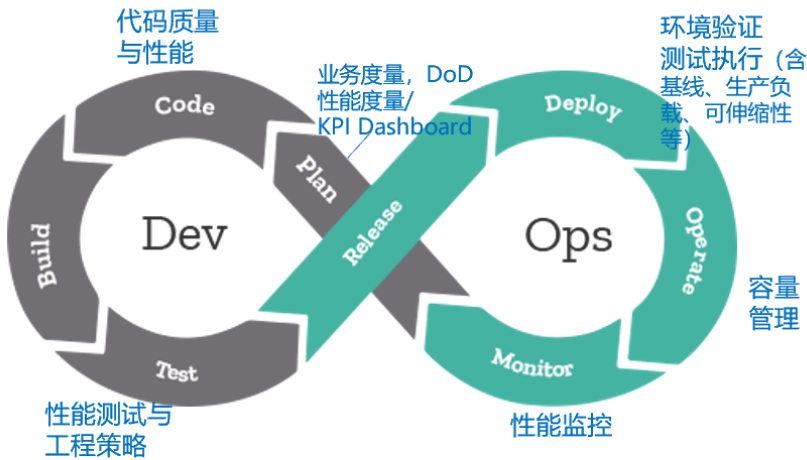 代码质量
与性能
业务度量，DoD
性能度量/
KPI Dashboard
环境验证
测试执行（含
基线、生产负
载、可伸缩性
等）
Code
Plan
Build
Dev
Test
Release
Deploy
Ops
Operate
Monitor
容量
管理
性能测试与
工程策略
性能监控